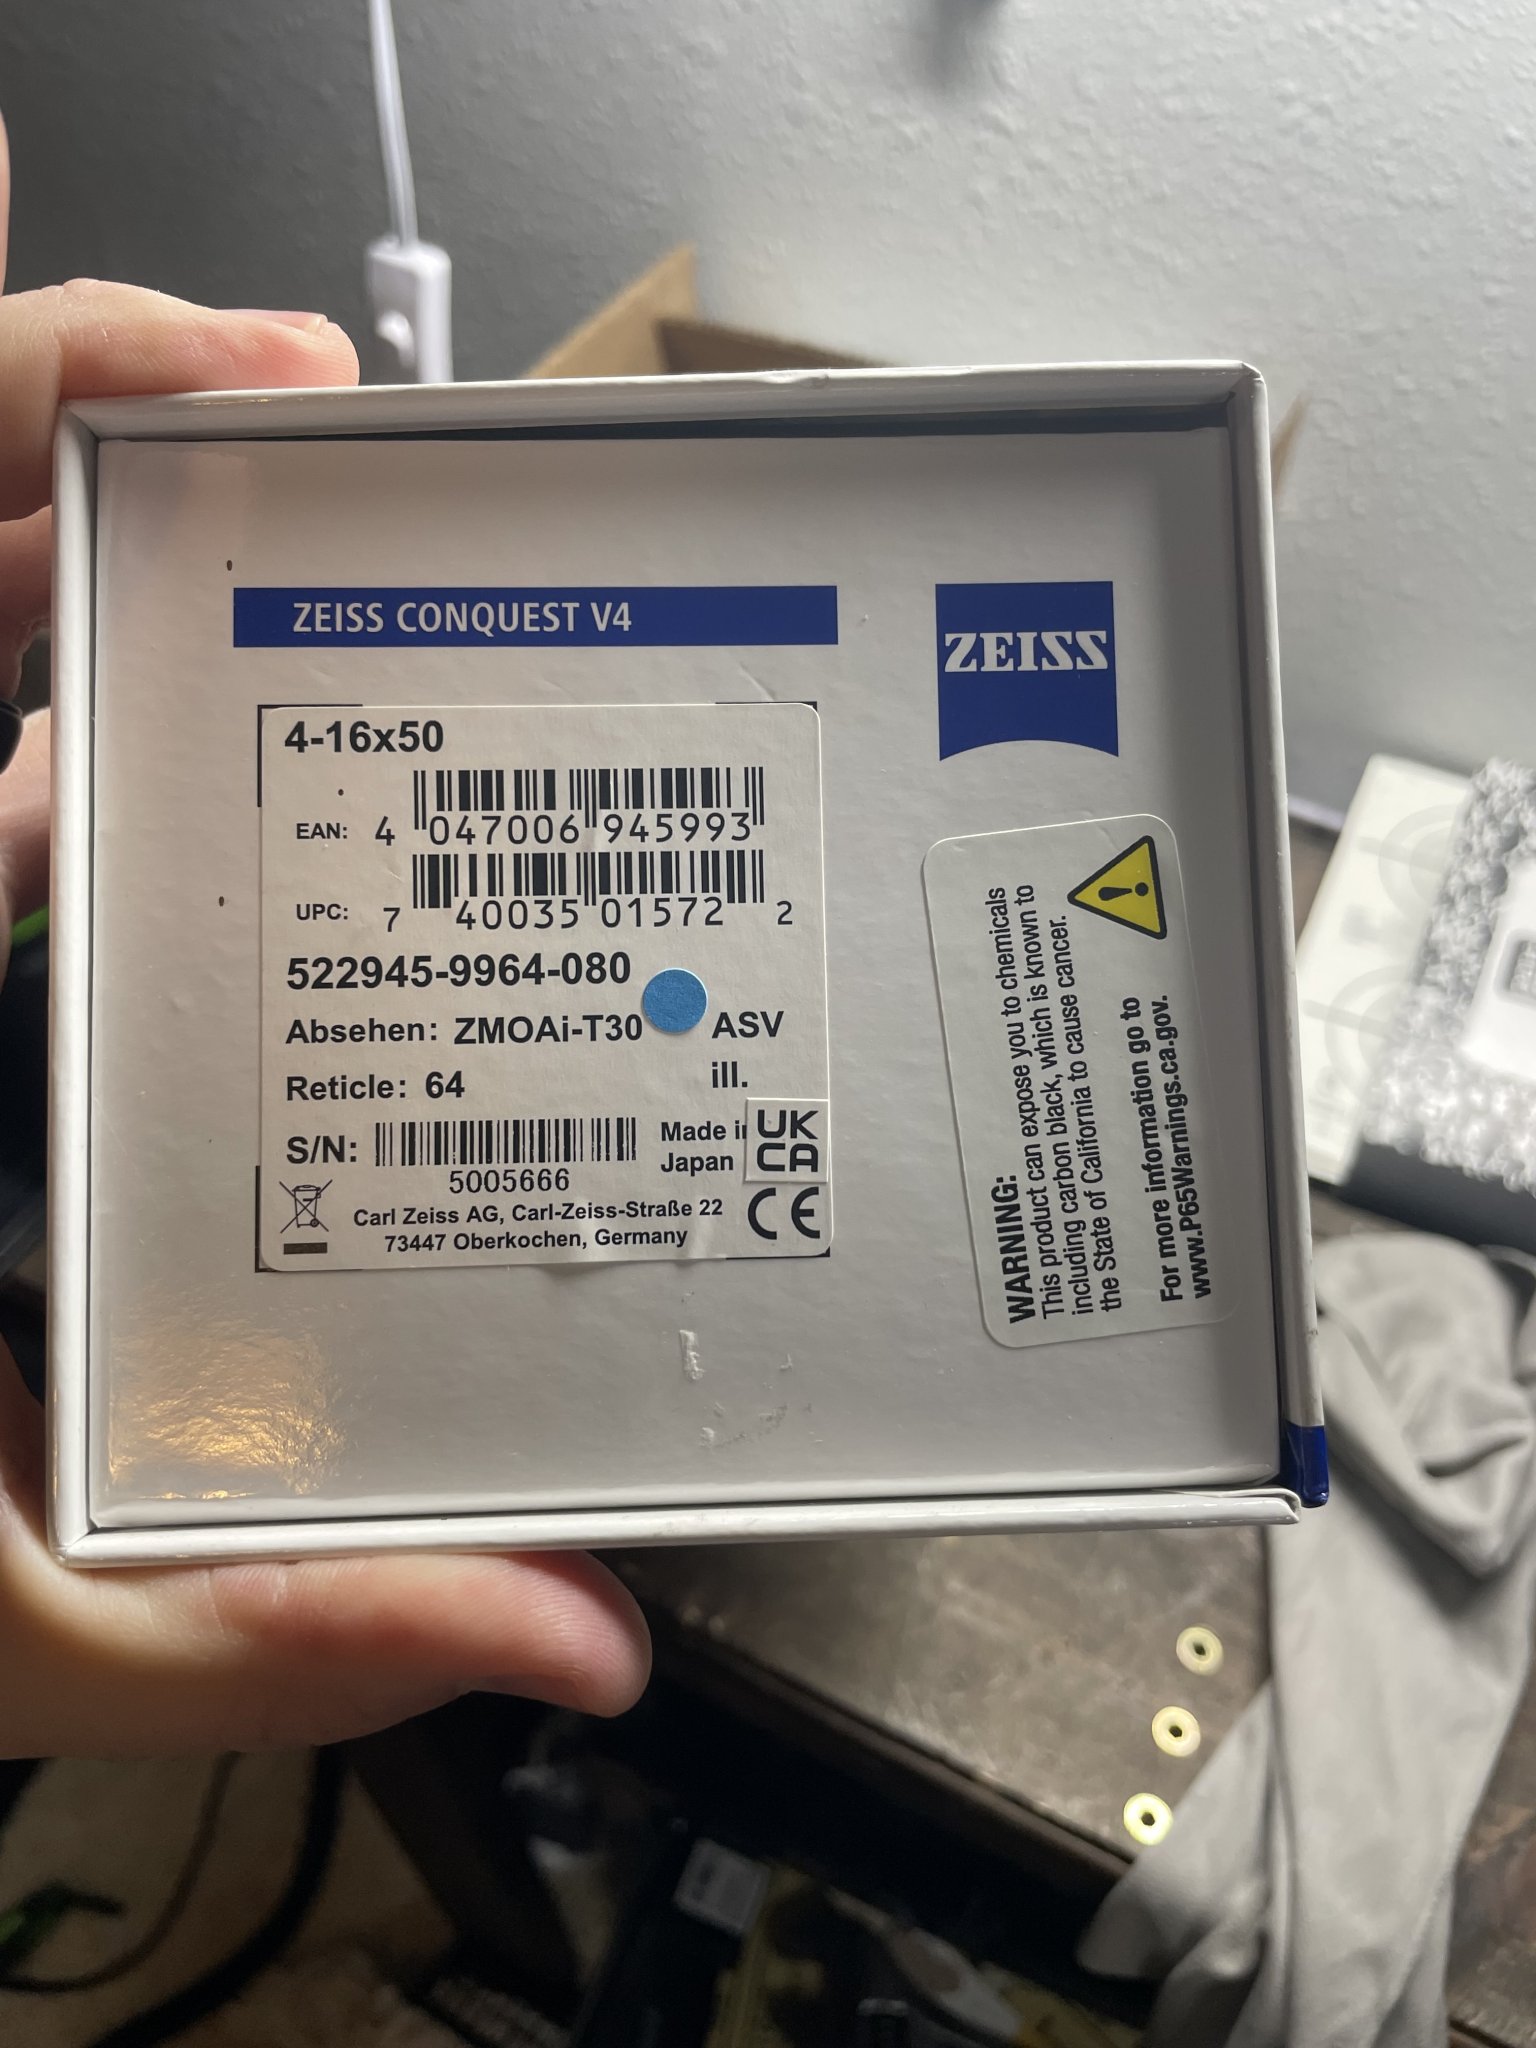 ZEISS CONQUEST V4
ZEISS
4-16x50
EAN: 4 047006 945993
UPC: 7 40035 01572 2
522945-9964-080
Absehen: ZMOAi-T30 ASV
Reticle: 64 ill.
S/N: 5005666
Made in
Japan
UK
CA
CE
Carl Zeiss AG, Carl-Zeiss-Straße 22
73447 Oberkochen, Germany
WARNING:
This product can expose you to chemicals
including carbon black, which is known to
the State of California to cause cancer.
For more information go to
www.P65Warnings.ca.gov.